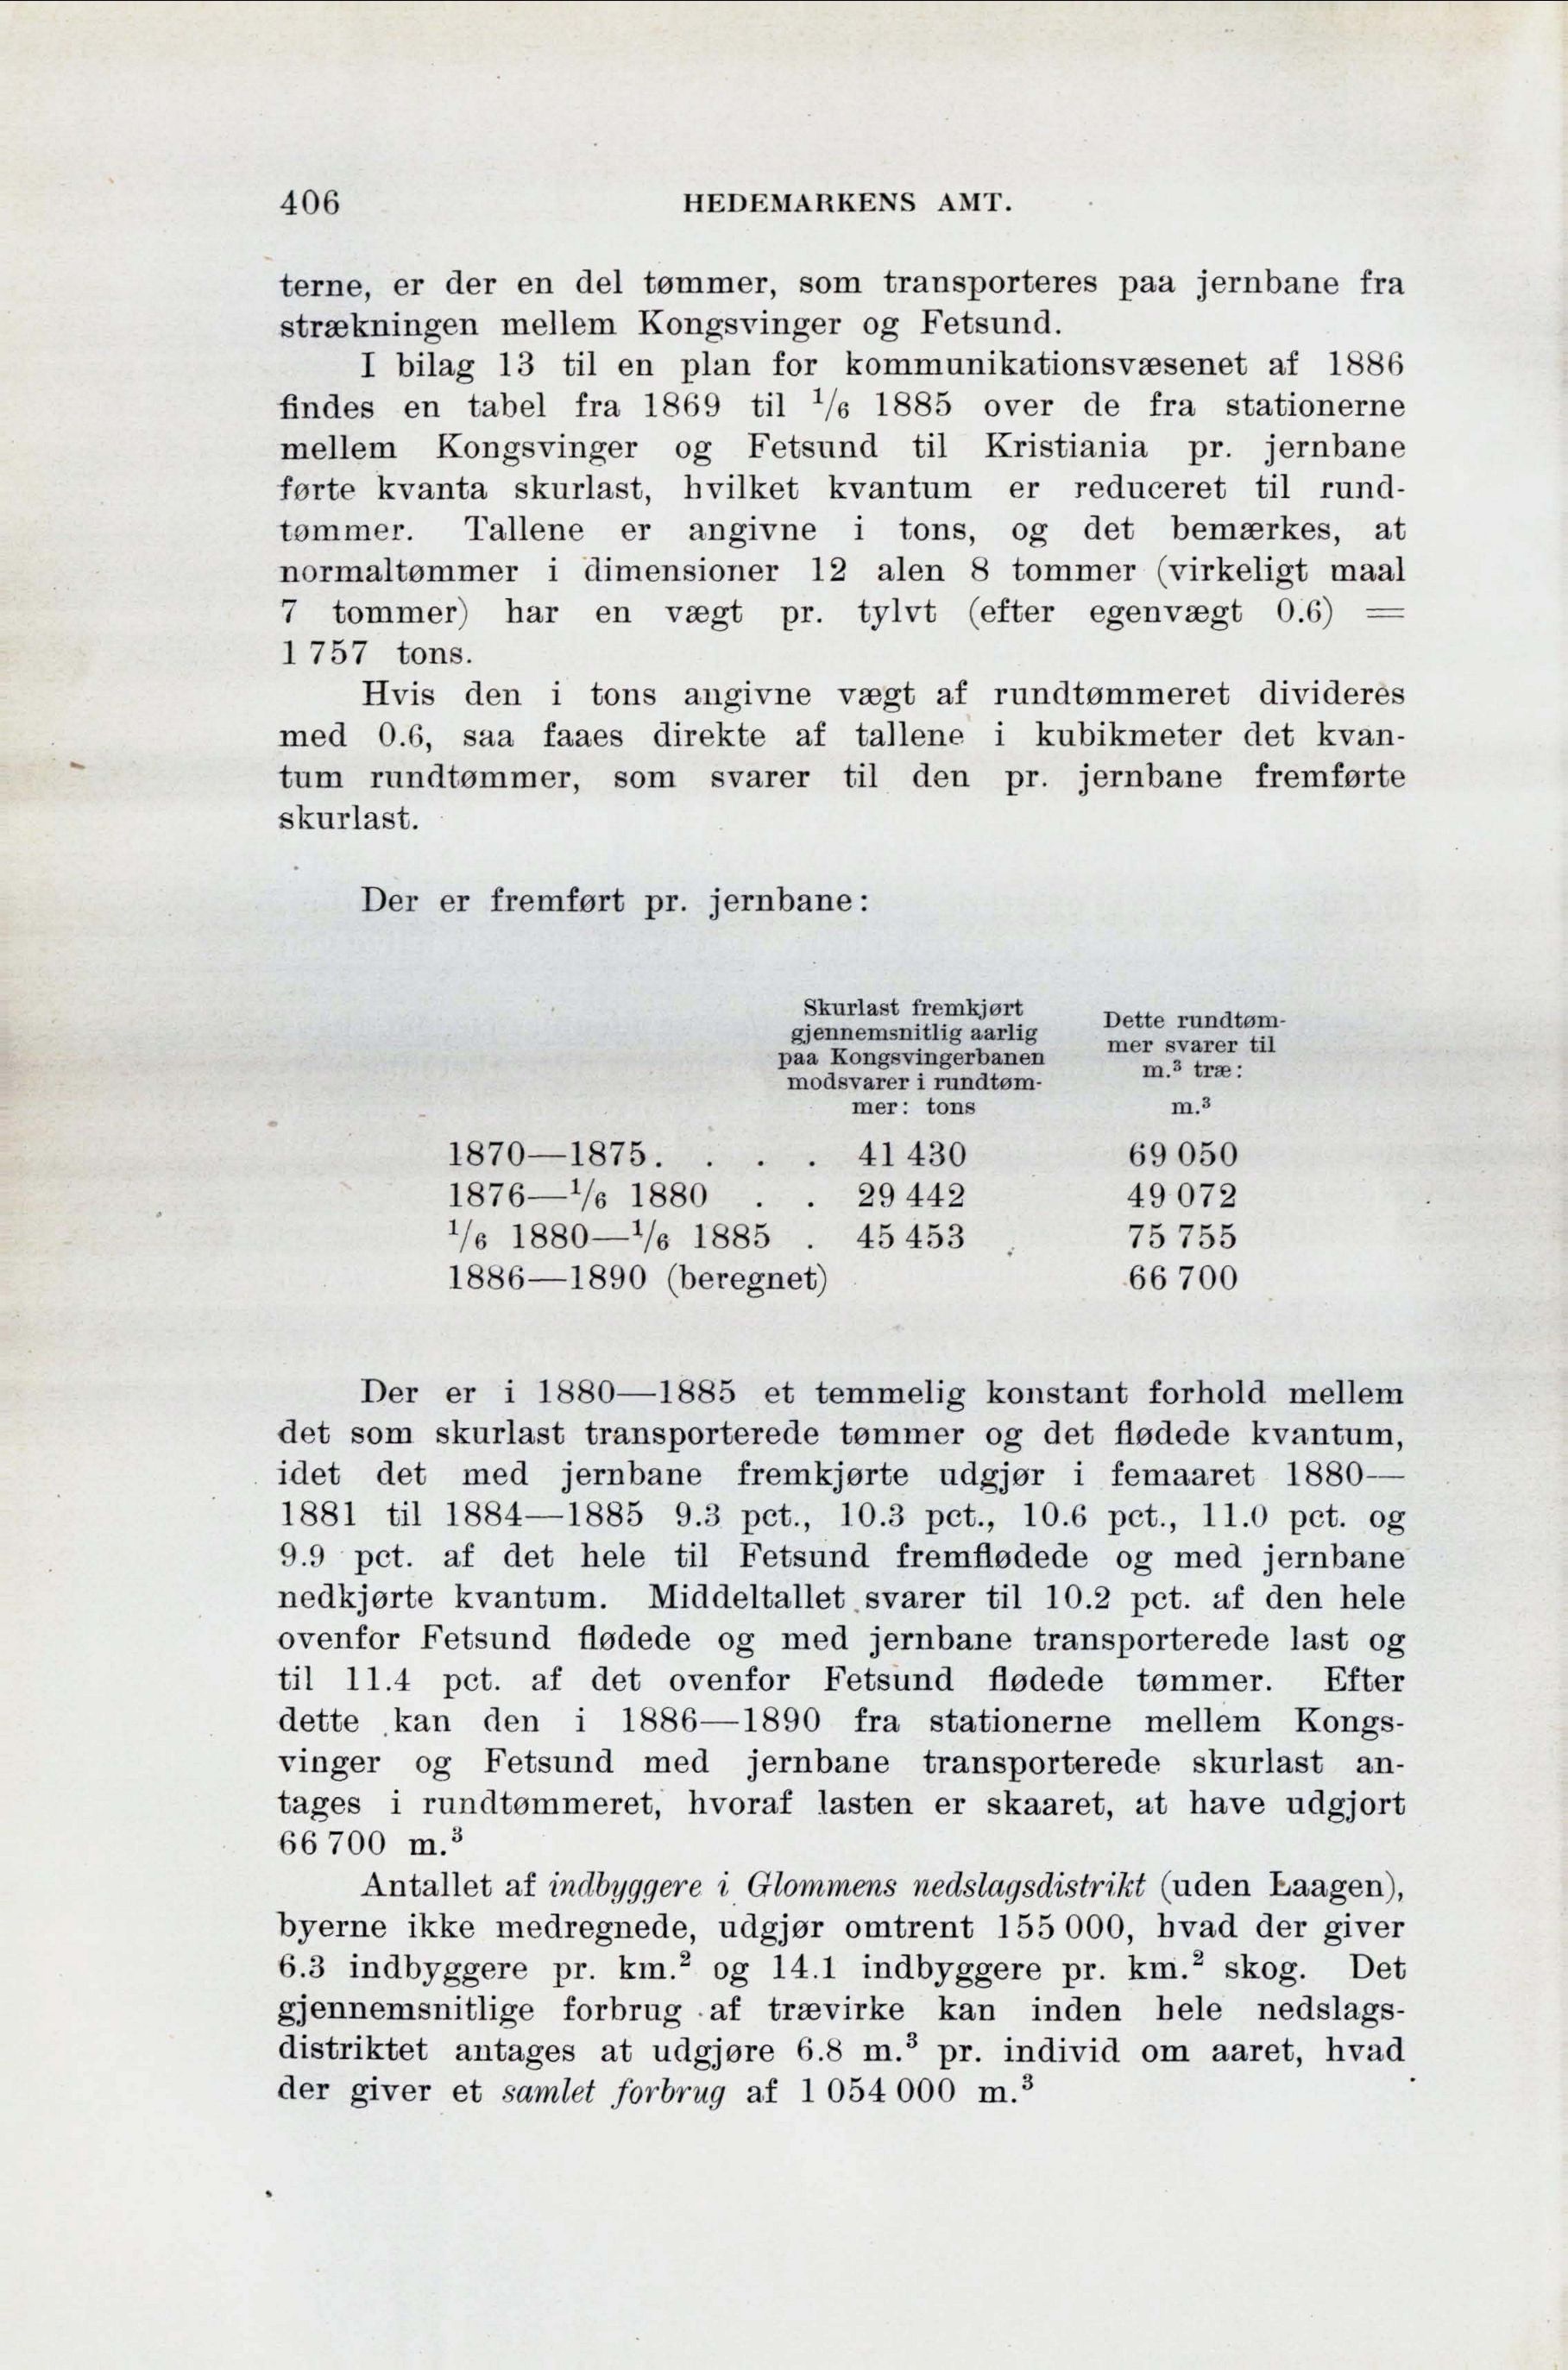 406 HEDEMARKENS AMT.
terne, er der en del tømmer, som transporteres paa jernbane fra
strækningen mellem Kongsvinger og Fetsund.
I bilag 13 til en plan for kommunikationsvæsenet af 1886
findes en tabel fra 1869 til ¹/₆ 1885 over de fra stationerne
mellem Kongsvinger og Fetsund til Kristiania pr. jernbane
førte kvanta skurlast, hvilket kvantum er reduceret til rund-
tømmer. Tallene er angivne i tons, og det bemærkes, at
normaltømmer i dimensioner 12 alen 8 tommer (virkeligt maal
7 tommer) har en vægt pr. tylvt (efter egenvægt 0.6) =
1 757 tons.
Hvis den i tons angivne vægt af rundtømmeret divideres
med 0.6, saa faaes direkte af tallene i kubikmeter det kvan-
tum rundtømmer, som svarer til den pr. jernbane fremførte
skurlast.
Der er fremført pr. jernbane:
Skurlast fremkjørt
gjennemsnitlig aarlig
paa Kongsvingerbanen
modsvarer i rundtøm-
mer: tons
Dette rundtøm-
mer svarer til
m.³ træ:
m.³
1870—1875. . . . 41 430 69 050
1876—¹/₆ 1880 . . 29 442 49 072
¹/₆ 1880—¹/₆ 1885 . 45 453 75 755
1886—1890 (beregnet) 66 700
Der er i 1880—1885 et temmelig konstant forhold mellem
det som skurlast transporterede tømmer og det flødede kvantum,
idet det med jernbane fremkjørte udgjør i femaaret 1880—
1881 til 1884—1885 9.3 pct., 10.3 pct., 10.6 pct., 11.0 pct. og
9.9 pct. af det hele til Fetsund fremflødede og med jernbane
nedkjørte kvantum. Middeltallet svarer til 10.2 pct. af den hele
ovenfor Fetsund flødede og med jernbane transporterede last og
til 11.4 pct. af det ovenfor Fetsund flødede tømmer. Efter
dette kan den i 1886—1890 fra stationerne mellem Kongs-
vinger og Fetsund med jernbane transporterede skurlast an-
tages i rundtømmeret, hvoraf lasten er skaaret, at have udgjort
66 700 m.³
Antallet af indbyggere i Glommens nedslagsdistrikt (uden Laagen),
byerne ikke medregnede, udgjør omtrent 155 000, hvad der giver
6.3 indbyggere pr. km.² og 14.1 indbyggere pr. km.² skog. Det
gjennemsnitlige forbrug af trævirke kan inden hele nedslags-
distriktet antages at udgjøre 6.8 m.³ pr. individ om aaret, hvad
der giver et samlet forbrug af 1 054 000 m.³